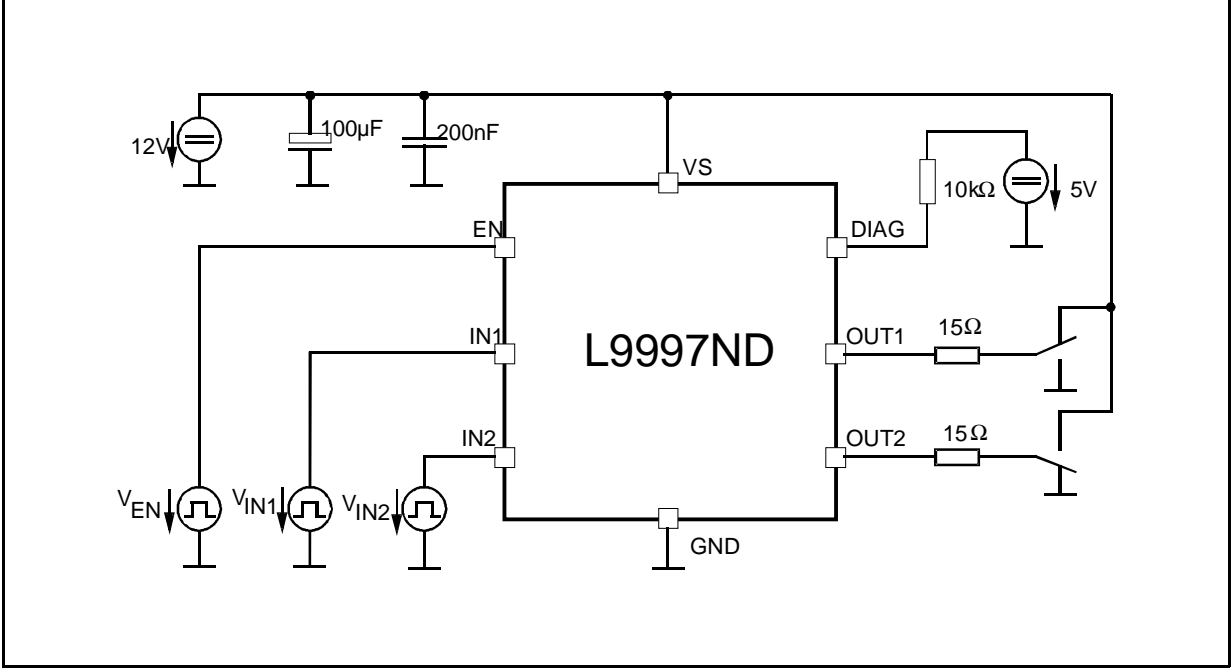 12V
100µF
200nF
VS
10kΩ
5V
EN
DIAG
IN1
L9997ND
OUT1
15Ω
IN2
OUT2
15Ω
VEN
VIN1
VIN2
GND